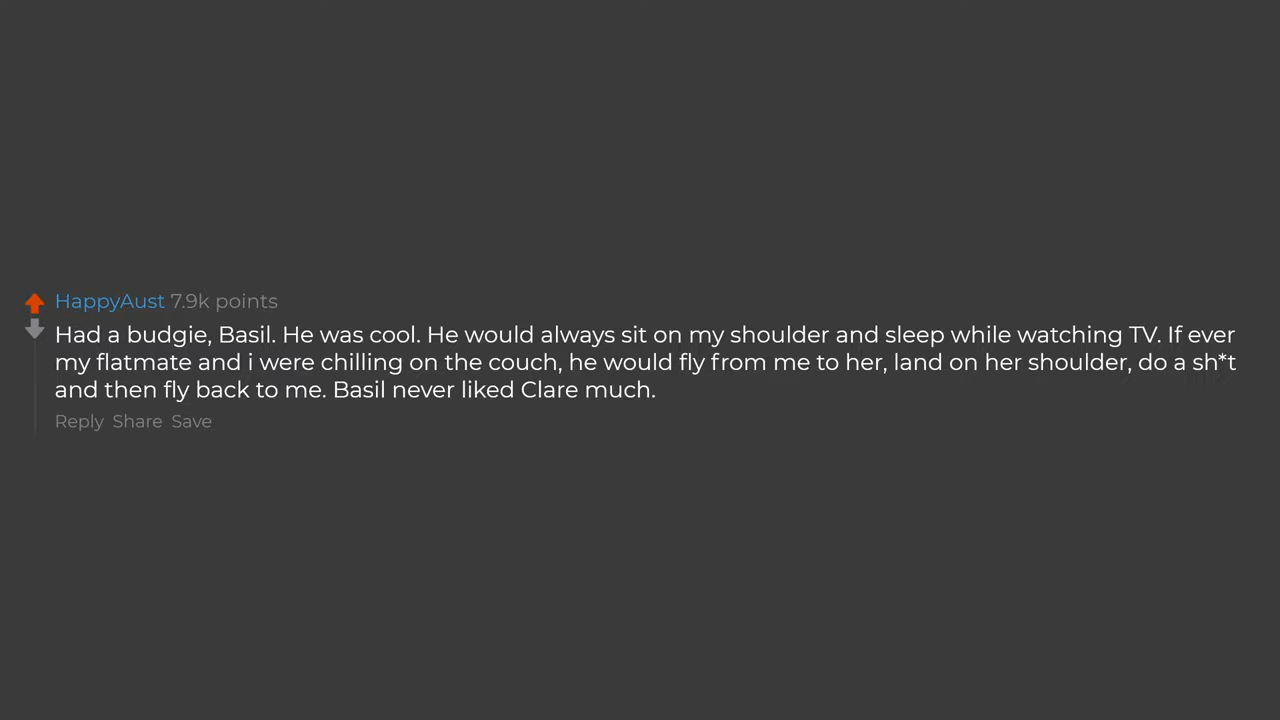 HappyAust 7.9k points
Had a budgie, Basil. He was cool. He would always sit on my shoulder and sleep while watching TV. If ever
my flatmate and i were chilling on the couch, he would fly from me to her, land on her shoulder, do a sh*t
and then fly back to me. Basil never liked Clare much.
Reply Share Save